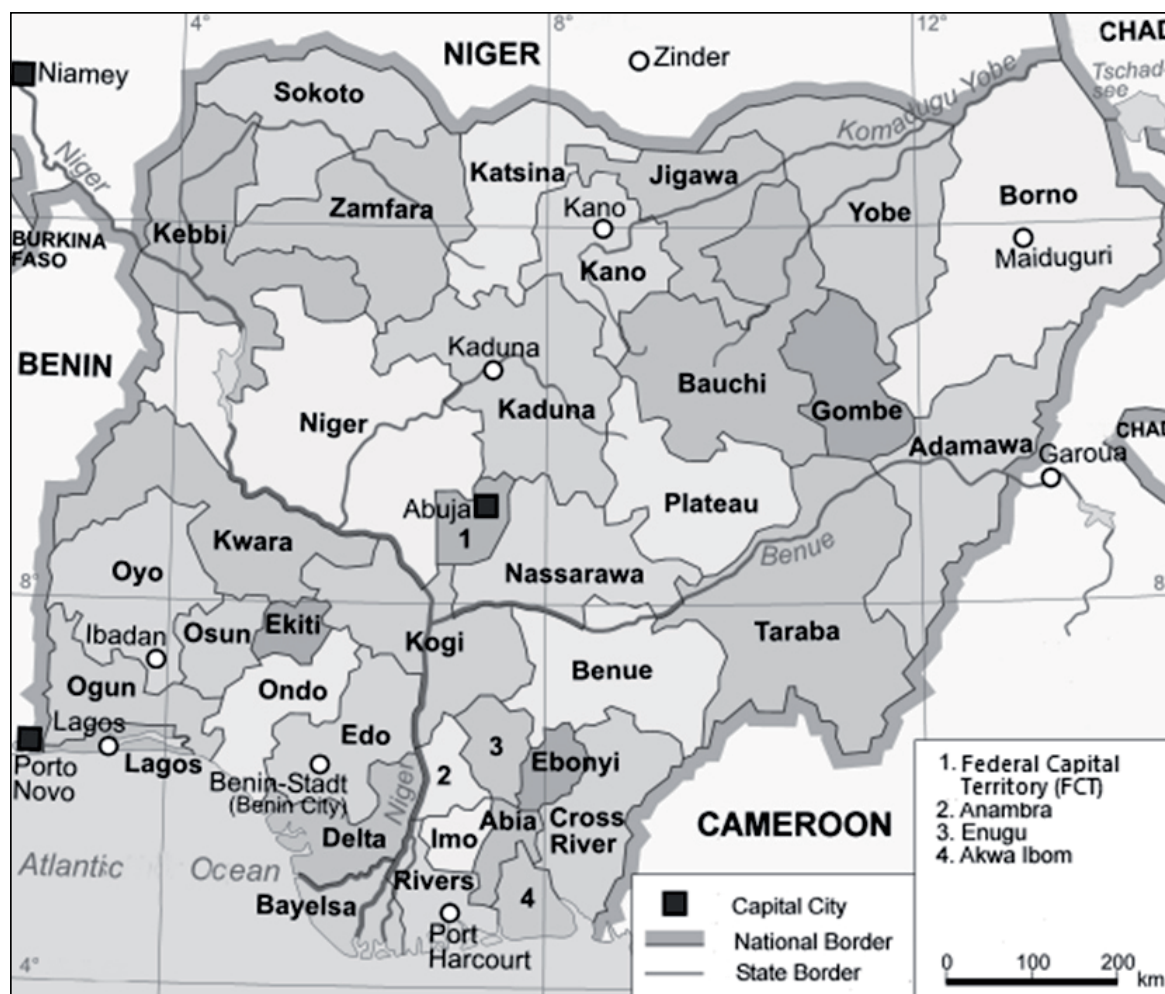 4°
8°
12°
CHAD
NIGER
Zinder
Niamey
Tschad-
see
Sokoto
Komadugu Yobe
Niger
Katsina
Jigawa
Borno
Zamfara
Kano
Yobe
Kebbi
BURKINA
FASO
Maiduguri
Kano
Kaduna
BENIN
Bauchi
Kaduna
Gombe
Niger
CHAD
Adamawa
Garoua
Abuja
Plateau
1
Kwara
Benue
Oyo
Nassarawa
8°
8
Ibadan
Osun
Ekiti
Taraba
Kogi
Benue
Ogun
Ondo
Lagos
Edo
3
Lagos
Ebonyi
Porto
Novo
Benin-Stadt
(Benin City)
Niger
2
Delta
Imo
Abia
Cross
River
CAMEROON
Atlantic Ocean
Rivers
4
Bayelsa
Port
Harcourt
4°
1. Federal Capital
Territory (FCT)
2. Anambra
3. Enugu
4. Akwa Ibom
Capital City
National Border
State Border
0 100 200
km